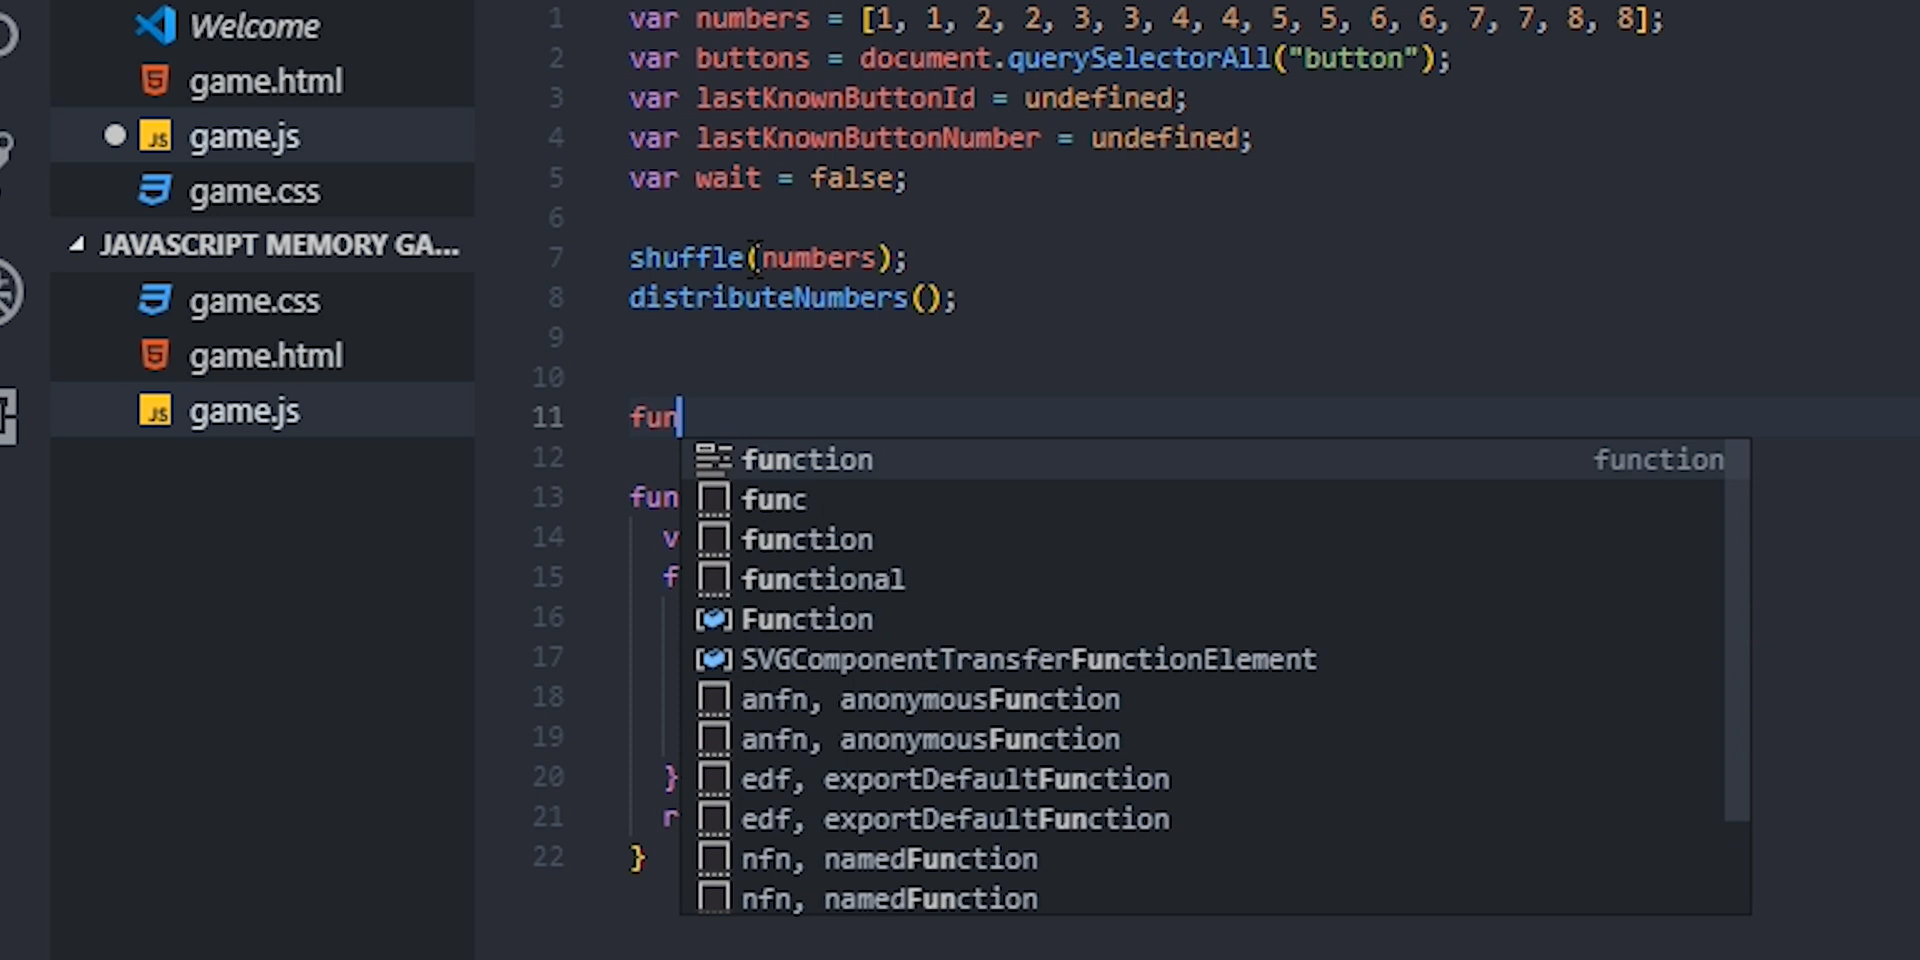 Welcome
game.html
game.js
game.css
JAVASCRIPT MEMORY GA...
game.css
game.html
game.js
1 var numbers = [1, 1, 2, 2, 3, 3, 4, 4, 5, 5, 6, 6, 7, 7, 8, 8];
2 var buttons = document.querySelectorAll("button");
3 var lastKnownButtonId = undefined;
4 var lastKnownButtonNumber = undefined;
5 var wait = false;
6
7 shuffle(numbers);
8 distributeNumbers();
9
10
11 fun
12
13 fun
14 v
15 f
16
17
18
19
20 }
21 r
22 }
function function
func
function
functional
Function
SVGComponentTransferFunctionElement
anfn, anonymousFunction
anfn, anonymousFunction
edf, exportDefaultFunction
edf, exportDefaultFunction
nfn, namedFunction
nfn, namedFunction